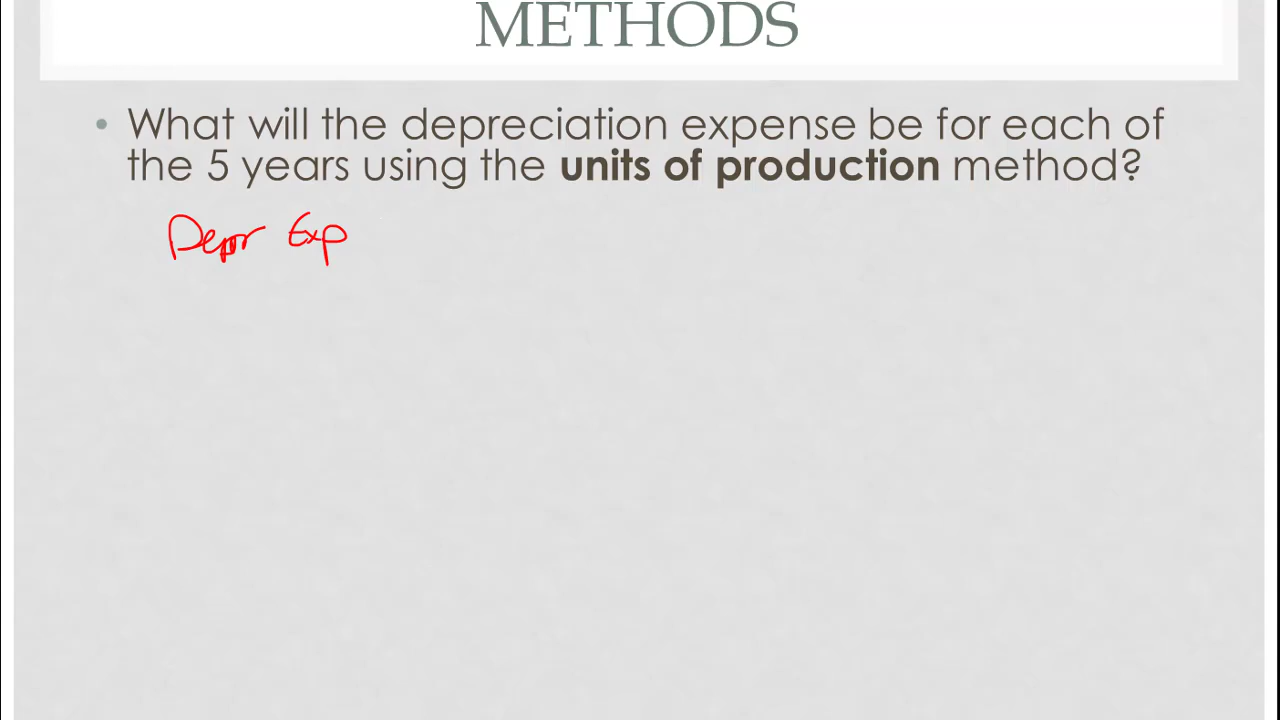 METHODS
• What will the depreciation expense be for each of
the 5 years using the units of production method?
Depr Exp